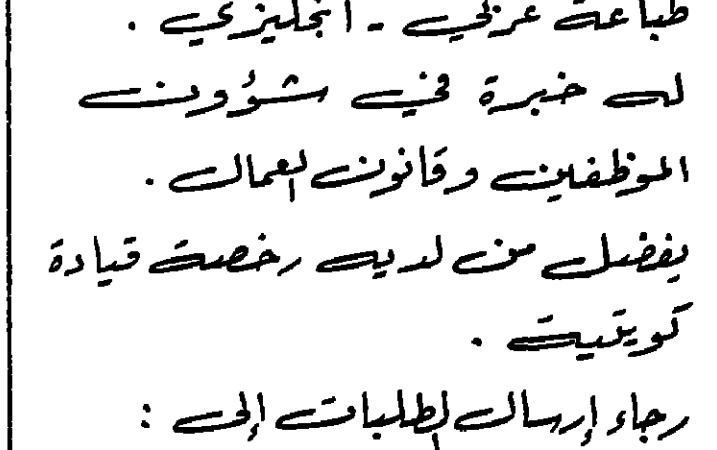 طباعة عربي - انجليزي .
له خبرة في شؤون
الموظفين وقانون العمال .
يفضل من لديه رخصة قيادة
كويتية .
رجاء إرسال الطلبات إلى :